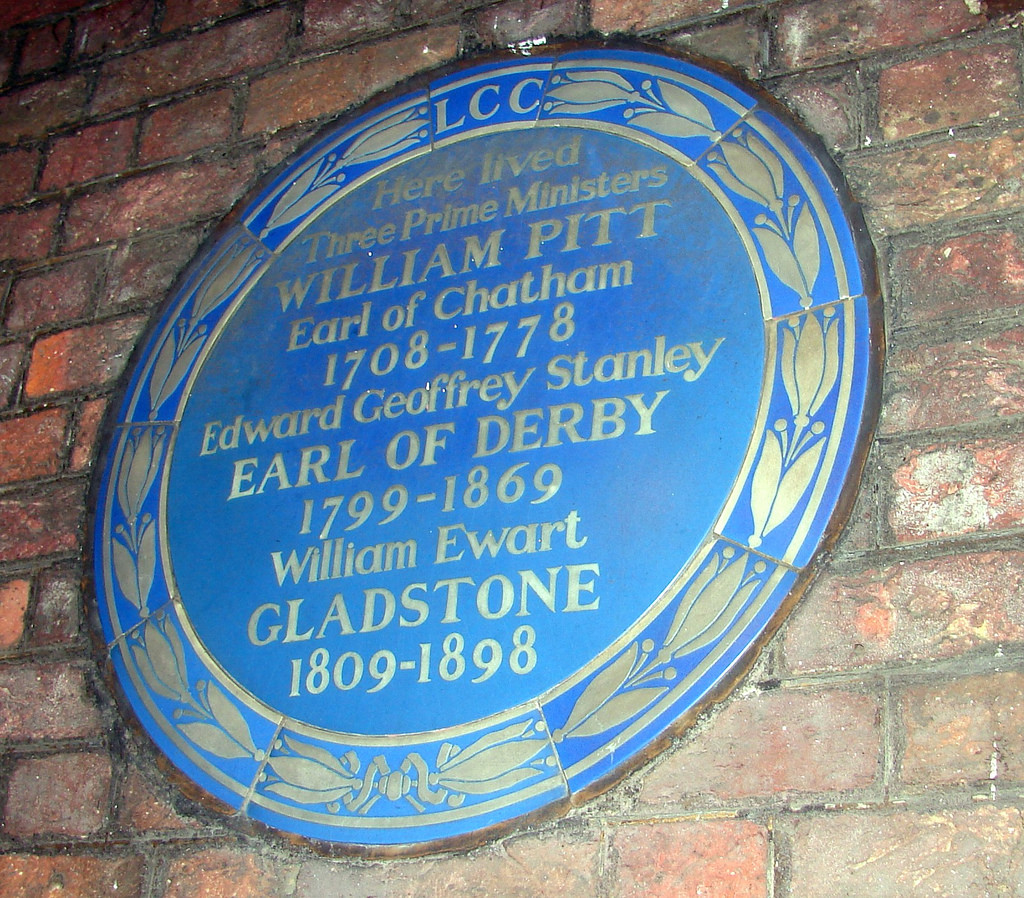 LCC
Here lived
Three Prime Ministers
WILLIAM PITT
Earl of Chatham
1708-1778
Edward Geoffrey Stanley
EARL OF DERBY
1799-1869
William Ewart
GLADSTONE
1809-1898